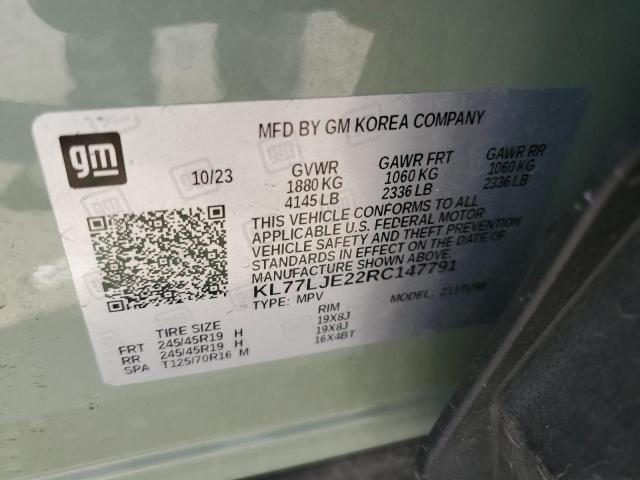 MFD BY GM KOREA COMPANY
gm
10/23
GVWR GAWR FRT GAWR RR
1880 KG 1060 KG 1060 KG
4145 LB 2336 LB 2336 LB
THIS VEHICLE CONFORMS TO ALL
APPLICABLE U.S. FEDERAL MOTOR
VEHICLE SAFETY AND THEFT PREVENTION
STANDARDS IN EFFECT ON THE DATE OF
MANUFACTURE SHOWN ABOVE.
KL77LJE22RC147791
TYPE: MPV MODEL:
TIRE SIZE RIM
FRT 245/45R19 H 19X8J
RR 245/45R19 H 19X8J
SPA T125/70R16 M 16X4BT